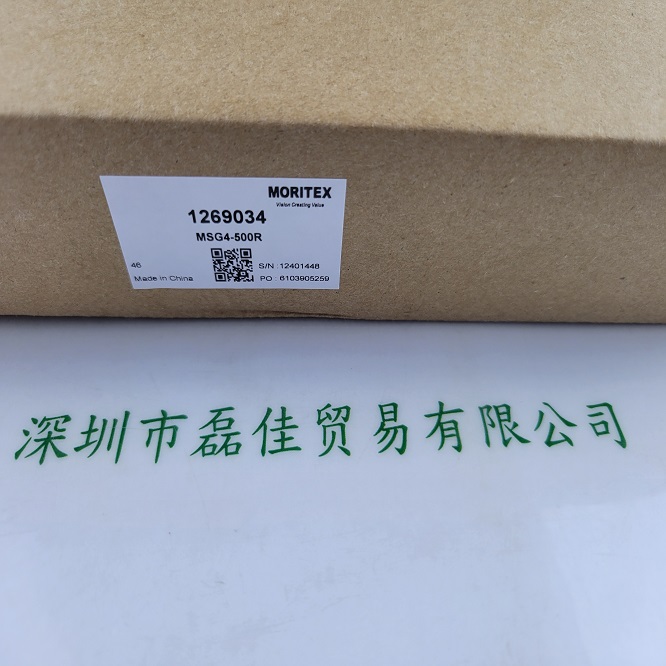 MORITEX
Vision Creating Value
1269034
MSG4-500R
46
S/N : 12401448
Made in China
PO : 6103905259
深圳市磊佳贸易有限公司